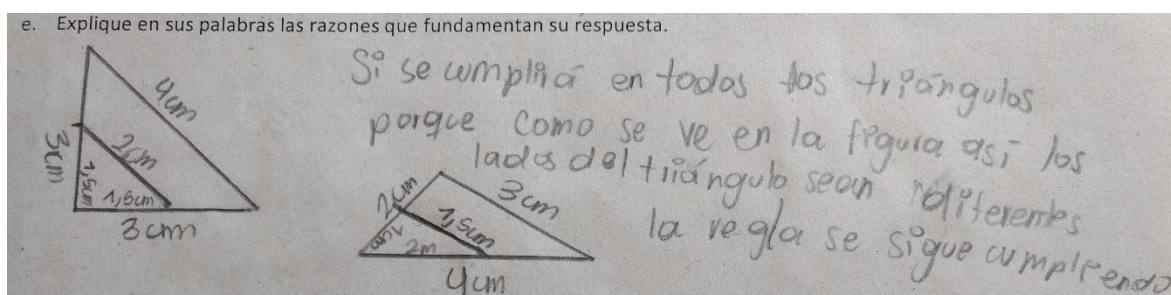 e. Explique en sus palabras las razones que fundamentan su respuesta.
Si se cumpliría en todos los triángulos
porque como se ve en la figura así los
lados del triángulo sean diferentes
la regla se sigue cumpliendo
4cm
3cm
2cm
1,5cm
1,5cm
3cm
2cm
3cm
1cm
1,5cm
2m
4cm